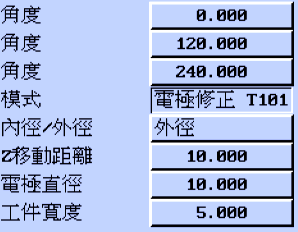 角度 0.000
角度 120.000
角度 240.000
模式 電極修正 T101
內徑/外徑 外徑
Z移動距離 10.000
電極直徑 10.000
工件寬度 5.000